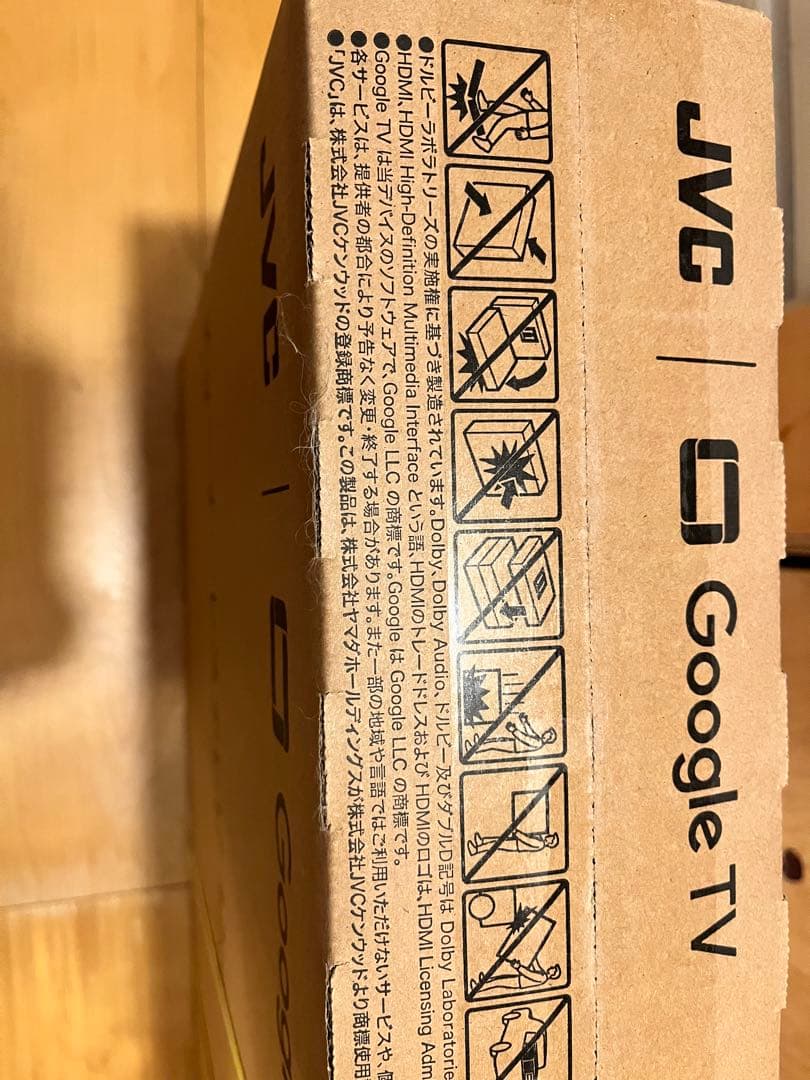 JVC | Google TV
●ドルビーラボラトリーズの実施権に基づき製造されています。Dolby、Dolby Audio、ドルビー及びダブルD記号は Dolby Laboratorie
●HDMI、HDMI High-Definition Multimedia Interface という語、HDMIのトレードドレスおよび HDMIのロゴは、HDMI Licensing Adm
●Google TV は当デバイスのソフトウェアで、Google LLC の商標です。Google は Google LLC の商標です。
●各サービスは、提供者の都合により予告なく変更・終了する場合があります。また一部の地域や言語ではご利用いただけないサービスや、個
●「JVC」は、株式会社JVCケンウッドの登録商標です。この製品は、株式会社ヤマダホールディングスが株式会社JVCケンウッドより商標使用
JVC | Google